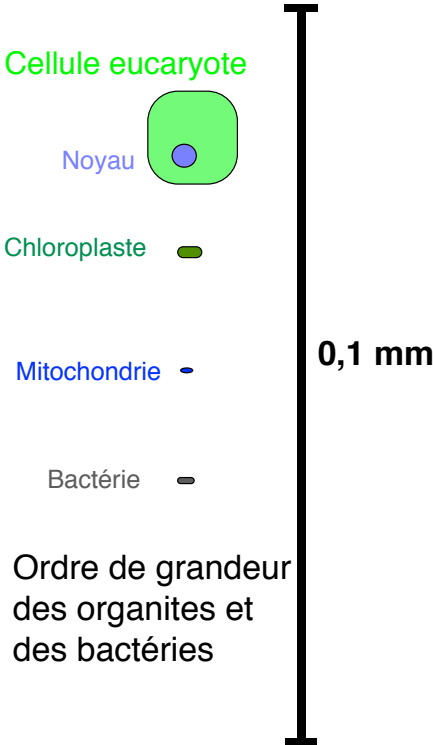 Cellule eucaryote
Noyau
Chloroplaste
0,1 mm
Mitochondrie
Bactérie
Ordre de grandeur
des organites et
des bactéries